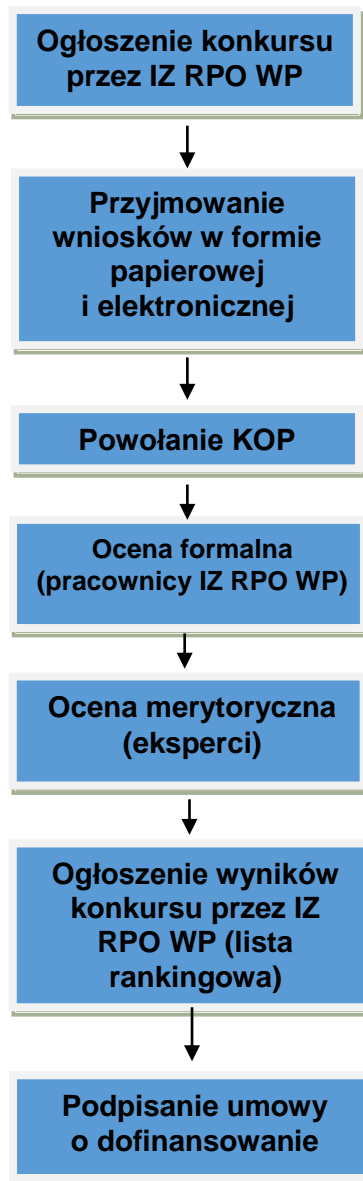 Ogłoszenie konkursu
przez IZ RPO WP
Przyjmowanie
wniosków w formie
papierowej
i elektronicznej
Powołanie KOP
Ocena formalna
(pracownicy IZ RPO WP)
Ocena merytoryczna
(eksperci)
Ogłoszenie wyników
konkursu przez IZ
RPO WP (lista
rankingowa)
Podpisanie umowy
o dofinansowanie